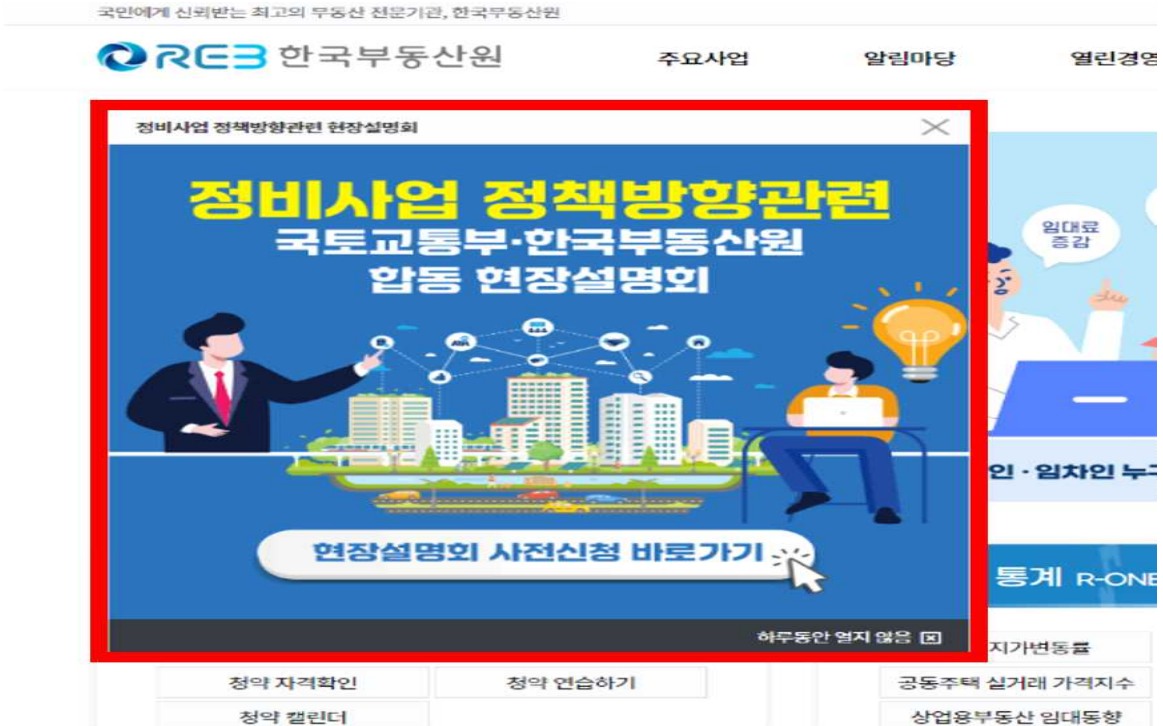 국민에게 신뢰받는 최고의 부동산 전문기관, 한국부동산원
REB 한국부동산원
주요사업
알림마당
열린경영
정비사업 정책방향관련 현장설명회
정비사업 정책방향관련
국토교통부·한국부동산원
합동 현장설명회
현장설명회 사전신청 바로가기
하루동안 열지 않음
임대료
증감
인·임차인 누구
통계 R-ONE
지가변동률
청약 자격확인
청약 연습하기
공동주택 실거래 가격지수
청약 캘린더
상업용부동산 임대동향